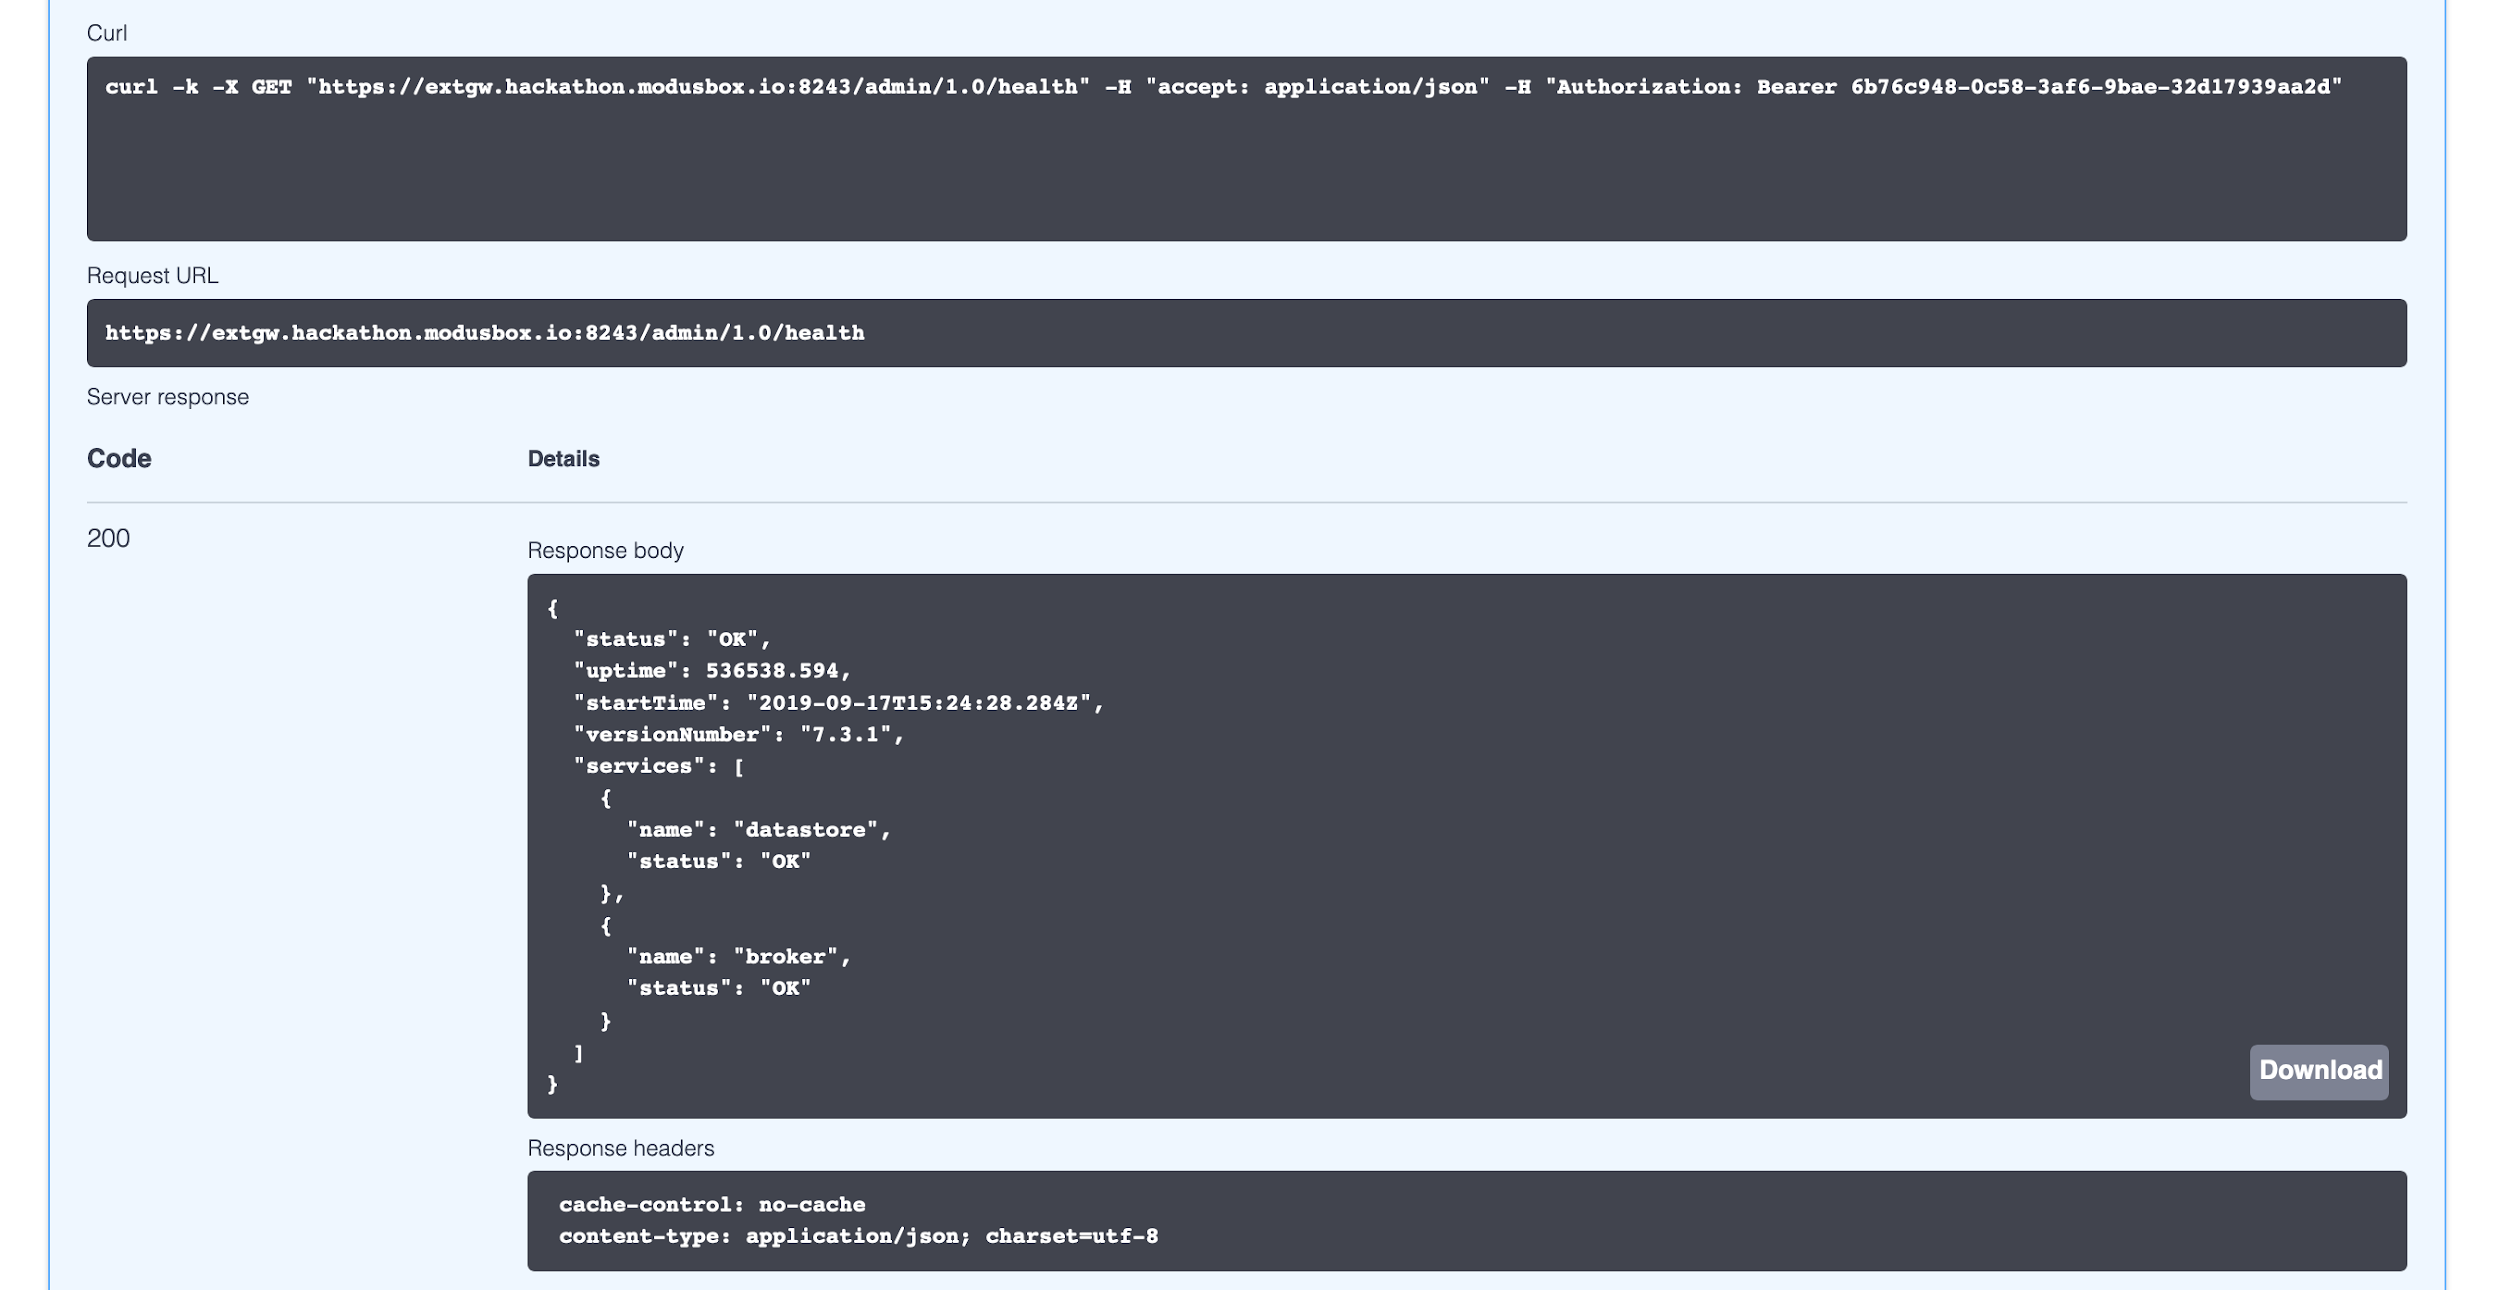 Curl
curl -k -X GET "https://extgw.hackathon.modusbox.io:8243/admin/1.0/health" -H "accept: application/json" -H "Authorization: Bearer 6b76c948-0c58-3af6-9bae-32d17939aa2d"
Request URL
https://extgw.hackathon.modusbox.io:8243/admin/1.0/health
Server response
Code Details
200
Response body
{
  "status": "OK",
  "uptime": 536538.594,
  "startTime": "2019-09-17T15:24:28.284Z",
  "versionNumber": "7.3.1",
  "services": [
    {
      "name": "datastore",
      "status": "OK"
    },
    {
      "name": "broker",
      "status": "OK"
    }
  ]
}
Download
Response headers
cache-control: no-cache
content-type: application/json; charset=utf-8